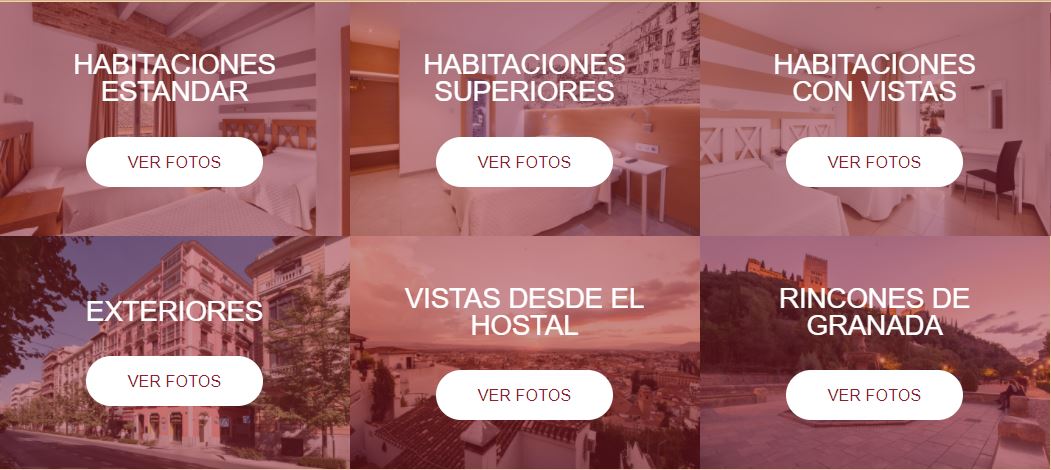 HABITACIONES
ESTANDAR
VER FOTOS
HABITACIONES
SUPERIORES
VER FOTOS
HABITACIONES
CON VISTAS
VER FOTOS
EXTERIORES
VER FOTOS
VISTAS DESDE EL
HOSTAL
VER FOTOS
RINCONES DE
GRANADA
VER FOTOS